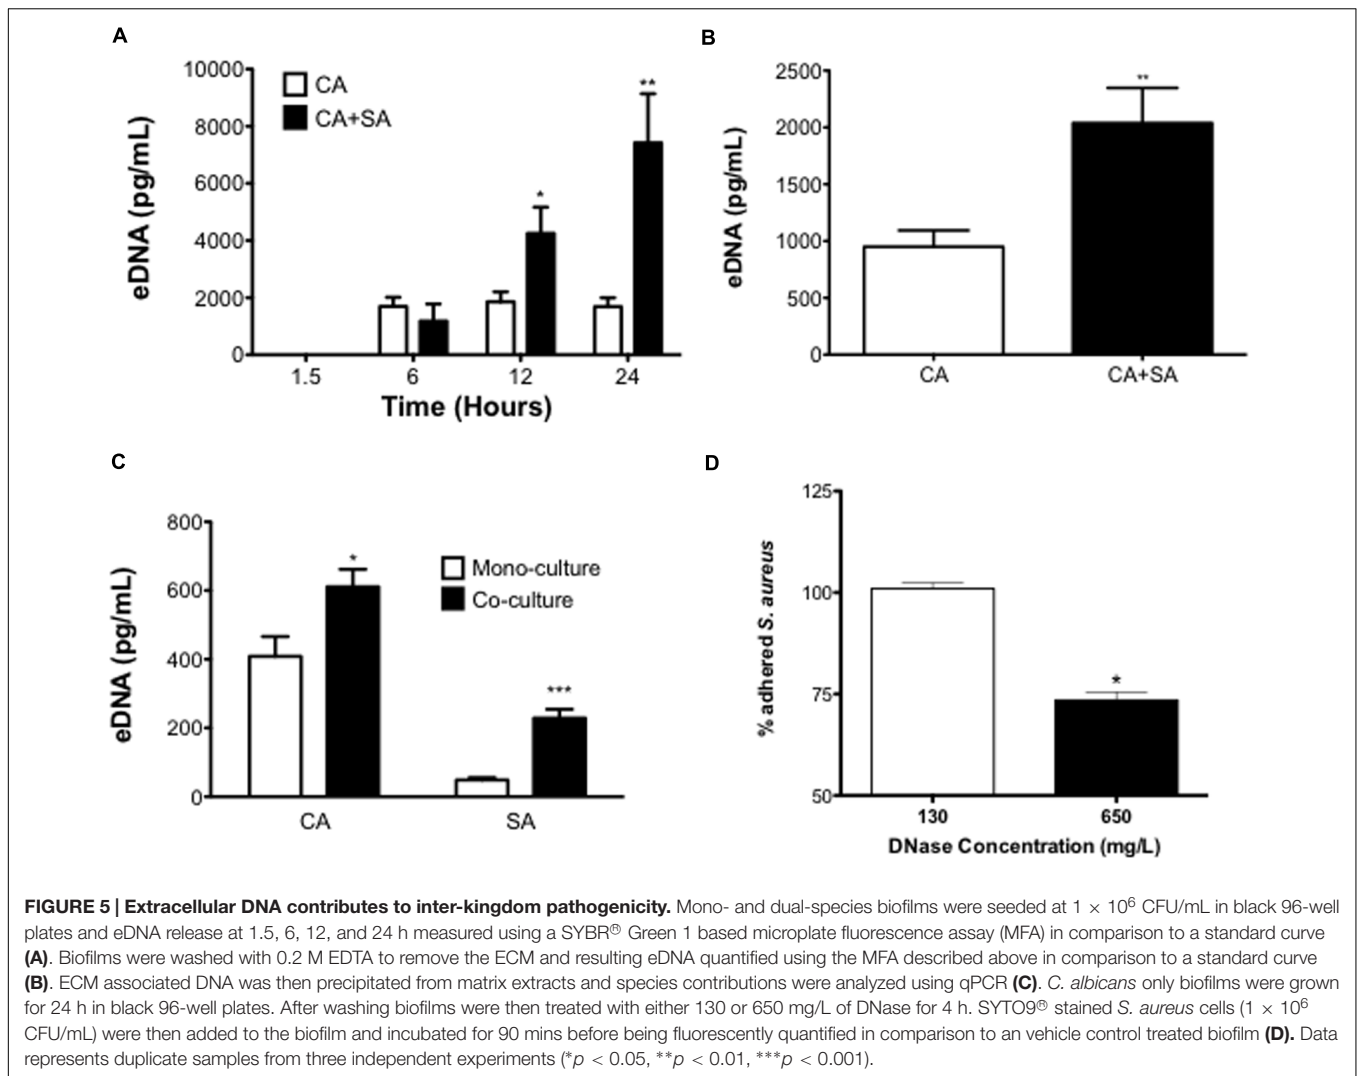 A
10000
8000
6000
4000
2000
0
eDNA (pg/mL)
CA
CA+SA
*
**
1.5 6 12 24
Time (Hours)
B
2500
2000
1500
1000
500
0
eDNA (pg/mL)
**
CA CA+SA
C
800
600
400
200
0
eDNA (pg/mL)
Mono-culture
Co-culture
*
***
CA SA
D
125
100
75
50
% adhered S. aureus
*
130 650
DNase Concentration (mg/L)
FIGURE 5 | Extracellular DNA contributes to inter-kingdom pathogenicity. Mono- and dual-species biofilms were seeded at 1 × 10⁶ CFU/mL in black 96-well
plates and eDNA release at 1.5, 6, 12, and 24 h measured using a SYBR® Green 1 based microplate fluorescence assay (MFA) in comparison to a standard curve
(A). Biofilms were washed with 0.2 M EDTA to remove the ECM and resulting eDNA quantified using the MFA described above in comparison to a standard curve
(B). ECM associated DNA was then precipitated from matrix extracts and species contributions were analyzed using qPCR (C). C. albicans only biofilms were grown
for 24 h in black 96-well plates. After washing biofilms were then treated with either 130 or 650 mg/L of DNase for 4 h. SYTO9® stained S. aureus cells (1 × 10⁶
CFU/mL) were then added to the biofilm and incubated for 90 mins before being fluorescently quantified in comparison to an vehicle control treated biofilm (D). Data
represents duplicate samples from three independent experiments (*p < 0.05, **p < 0.01, ***p < 0.001).